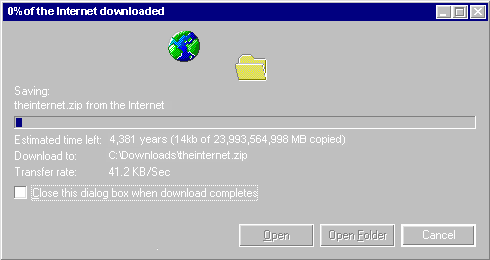 0% of the Internet downloaded
Saving:
theinternet.zip from the Internet
Estimated time left: 4,381 years (14kb of 23,993,564,998 MB copied)
Download to: C:\Downloads\theinternet.zip
Transfer rate: 41.2 KB/Sec
Close this dialog box when download completes
Open Open Folder Cancel